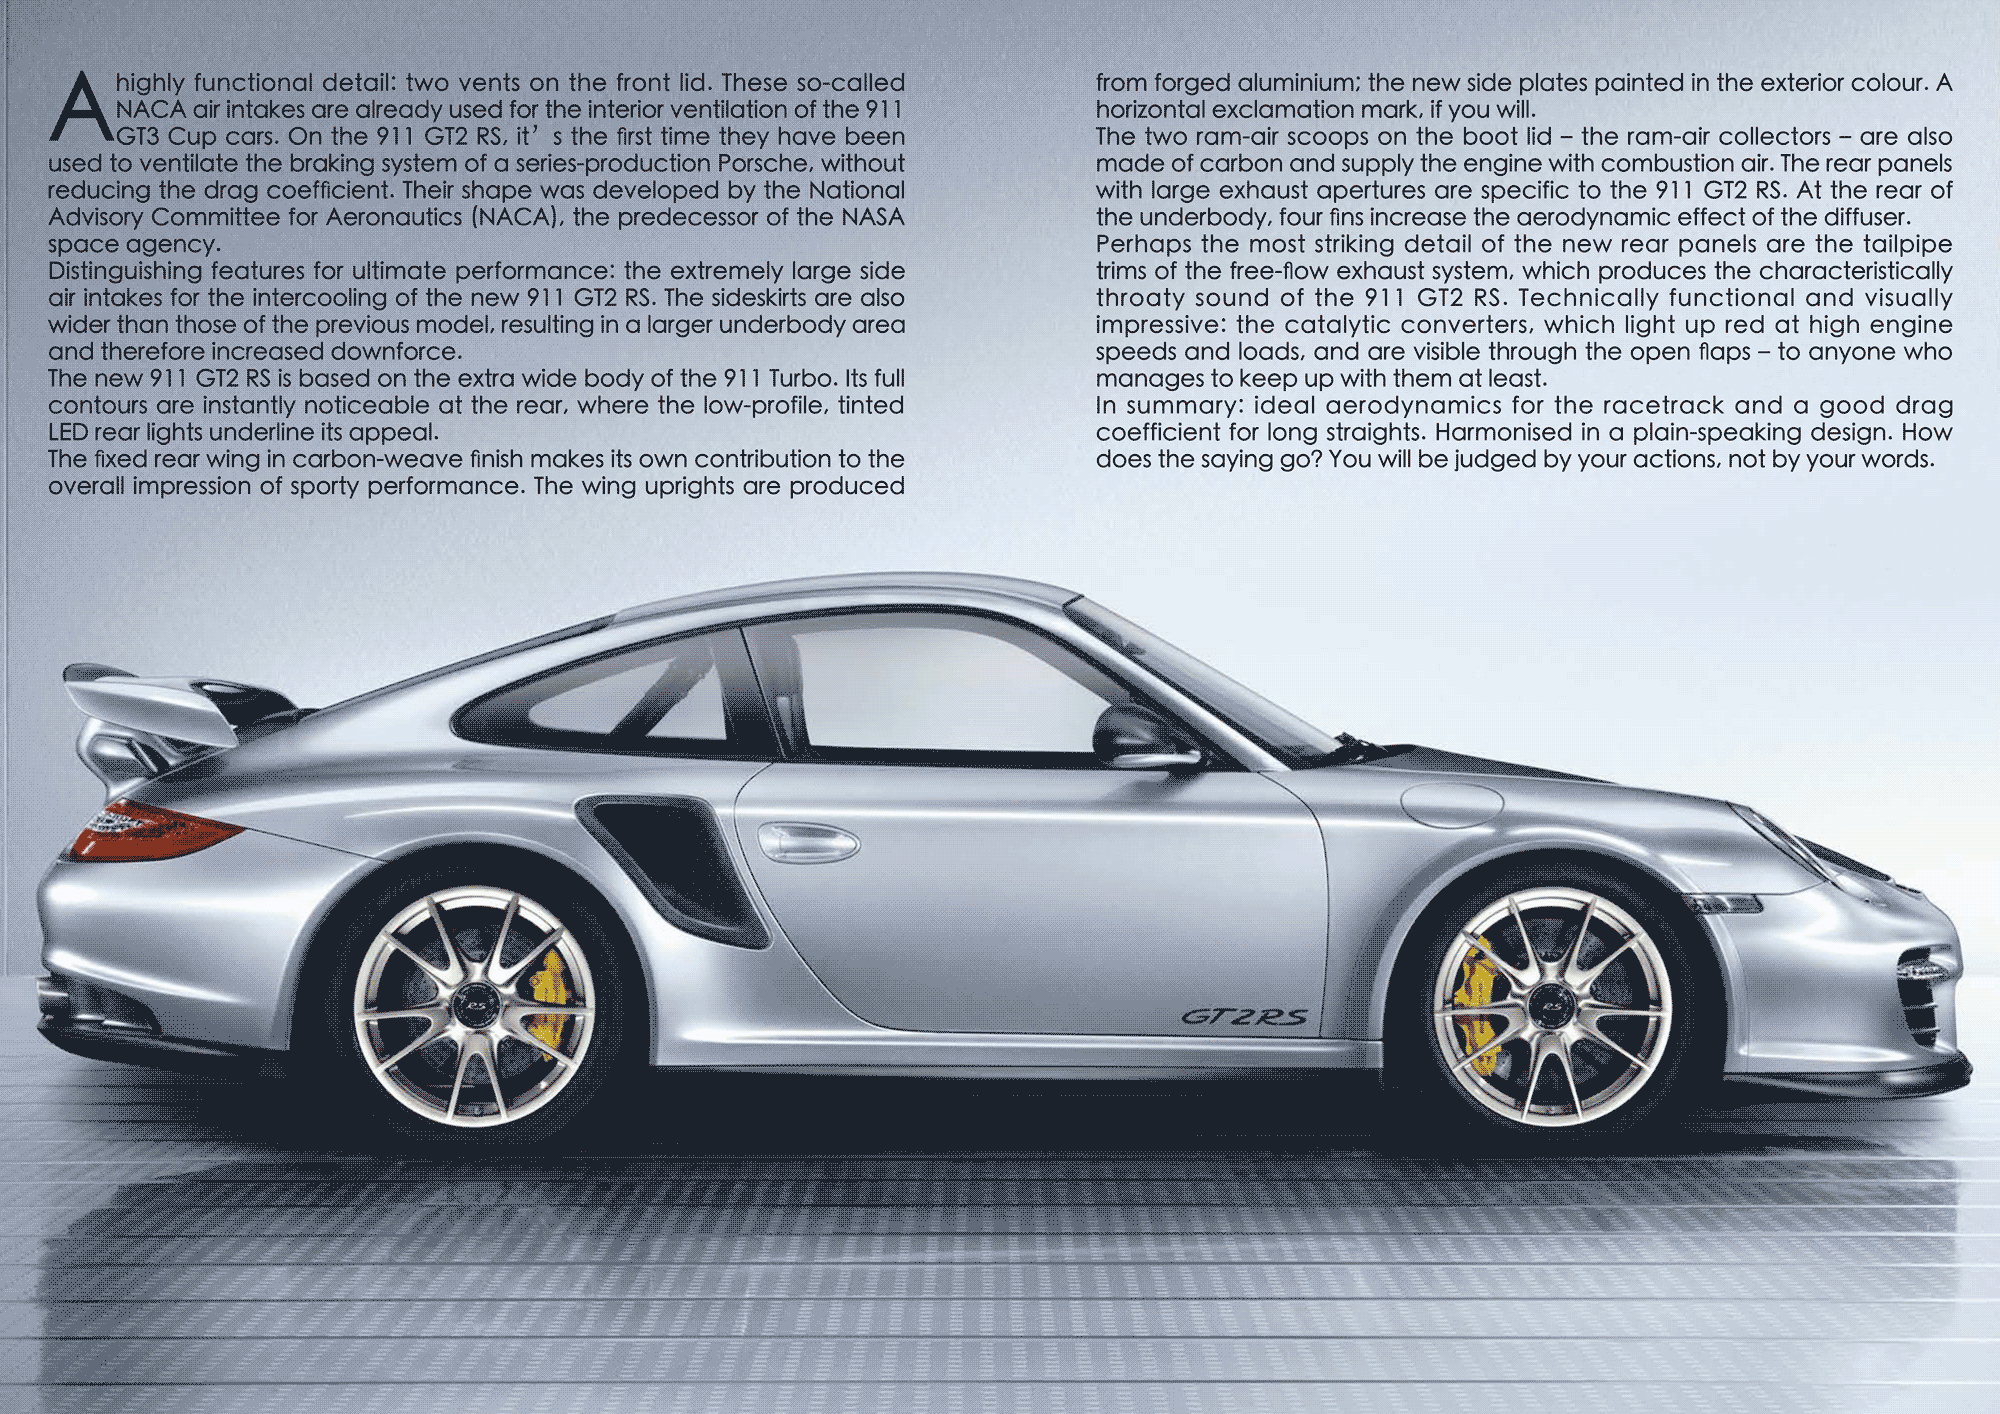 A highly functional detail: two vents on the front lid. These so-called
NACA air intakes are already used for the interior ventilation of the 911
GT3 Cup cars. On the 911 GT2 RS, it’s the first time they have been
used to ventilate the braking system of a series-production Porsche, without
reducing the drag coefficient. Their shape was developed by the National
Advisory Committee for Aeronautics (NACA), the predecessor of the NASA
space agency.
Distinguishing features for ultimate performance: the extremely large side
air intakes for the intercooling of the new 911 GT2 RS. The sideskirts are also
wider than those of the previous model, resulting in a larger underbody area
and therefore increased downforce.
The new 911 GT2 RS is based on the extra wide body of the 911 Turbo. Its full
contours are instantly noticeable at the rear, where the low-profile, tinted
LED rear lights underline its appeal.
The fixed rear wing in carbon-weave finish makes its own contribution to the
overall impression of sporty performance. The wing uprights are produced
from forged aluminium; the new side plates painted in the exterior colour. A
horizontal exclamation mark, if you will.
The two ram-air scoops on the boot lid – the ram-air collectors – are also
made of carbon and supply the engine with combustion air. The rear panels
with large exhaust apertures are specific to the 911 GT2 RS. At the rear of
the underbody, four fins increase the aerodynamic effect of the diffuser.
Perhaps the most striking detail of the new rear panels are the tailpipe
trims of the free-flow exhaust system, which produces the characteristically
throaty sound of the 911 GT2 RS. Technically functional and visually
impressive: the catalytic converters, which light up red at high engine
speeds and loads, and are visible through the open flaps – to anyone who
manages to keep up with them at least.
In summary: ideal aerodynamics for the racetrack and a good drag
coefficient for long straights. Harmonised in a plain-speaking design. How
does the saying go? You will be judged by your actions, not by your words.
GT2RS
RS
RS